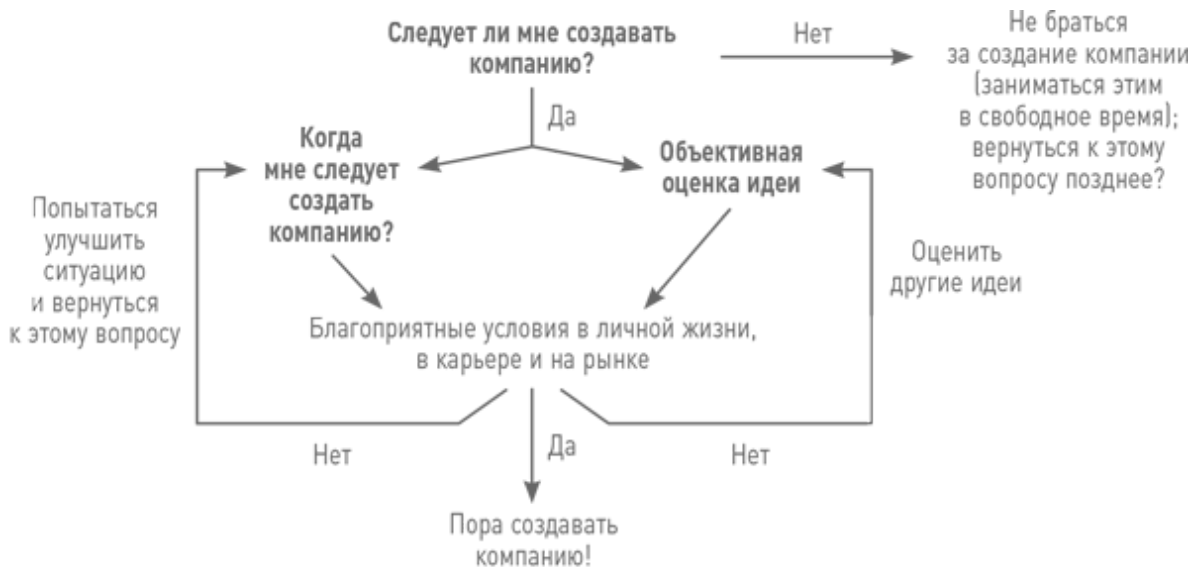 Следует ли мне создавать
компанию?
Нет
Не браться
за создание компании
(заниматься этим
в свободное время);
вернуться к этому
вопросу позднее?
Да
Когда
мне следует
создать
компанию?
Объективная
оценка идеи
Попытаться
улучшить
ситуацию
и вернуться
к этому вопросу
Оценить
другие идеи
Благоприятные условия в личной жизни,
в карьере и на рынке
Нет
Да
Нет
Пора создавать
компанию!